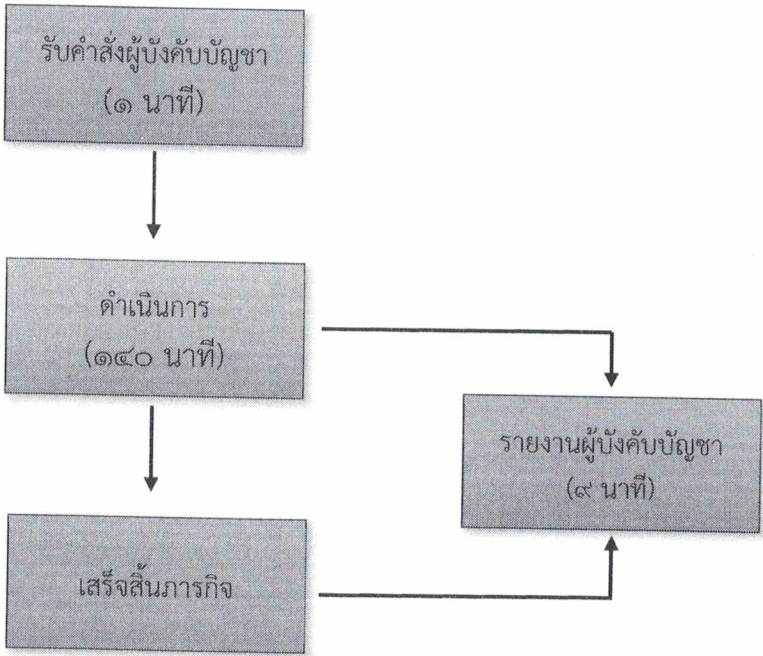 รับคำสั่งผู้บังคับบัญชา
(๑ นาที)
ดำเนินการ
(๑๔๐ นาที)
รายงานผู้บังคับบัญชา
(๙ นาที)
เสร็จสิ้นภารกิจ